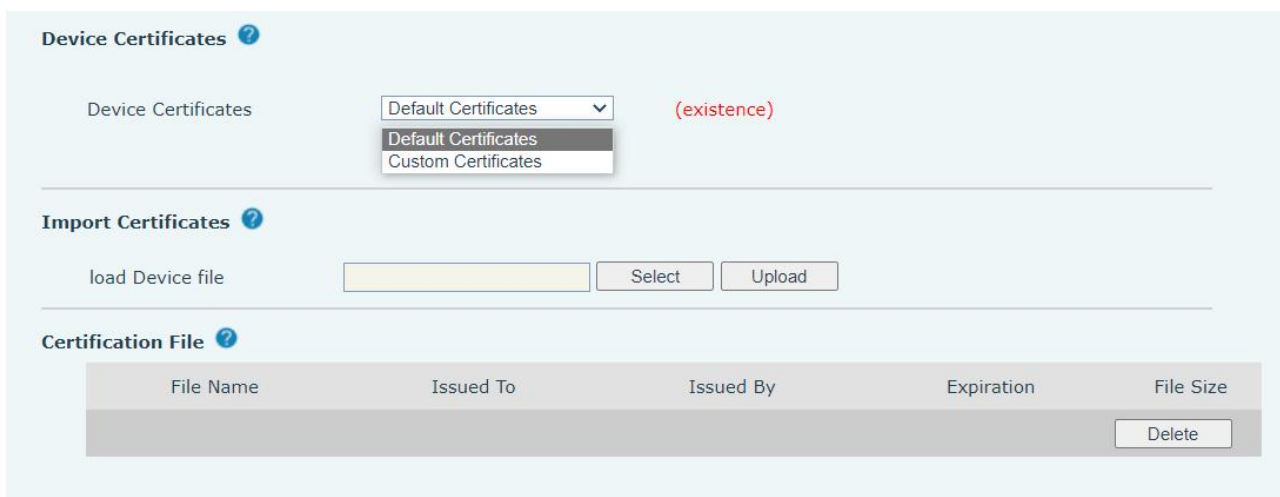 Device Certificates ?
Device Certificates Default Certificates (existence)
Default Certificates
Custom Certificates
Import Certificates ?
load Device file Select Upload
Certification File ?
File Name Issued To Issued By Expiration File Size
Delete